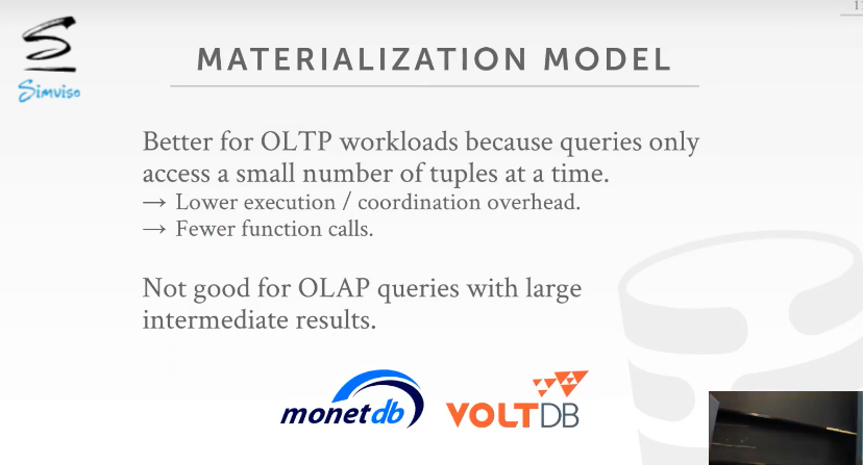 11
Simviso
MATERIALIZATION MODEL
Better for OLTP workloads because queries only
access a small number of tuples at a time.
→ Lower execution / coordination overhead.
→ Fewer function calls.
Not good for OLAP queries with large
intermediate results.
monetdb
VOLTDB